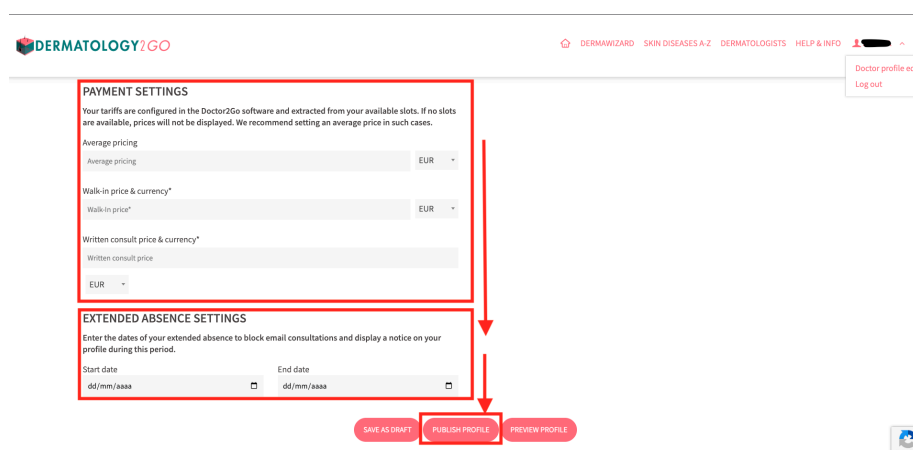 DERMATOLOGY2GO
DERMAWIZARD SKIN DISEASES A-Z DERMATOLOGISTS HELP & INFO
Doctor profile
Log out
PAYMENT SETTINGS
Your tariffs are configured in the Doctor2Go software and extracted from your available slots. If no slots
are available, prices will not be displayed. We recommend setting an average price in such cases.
Average pricing
Average pricing EUR
Walk-in price & currency*
Walk-In price* EUR
Written consult price & currency*
Written consult price
EUR
EXTENDED ABSENCE SETTINGS
Enter the dates of your extended absence to block email consultations and display a notice on your
profile during this period.
Start date End date
dd/mm/aaaa dd/mm/aaaa
SAVE AS DRAFT PUBLISH PROFILE PREVIEW PROFILE